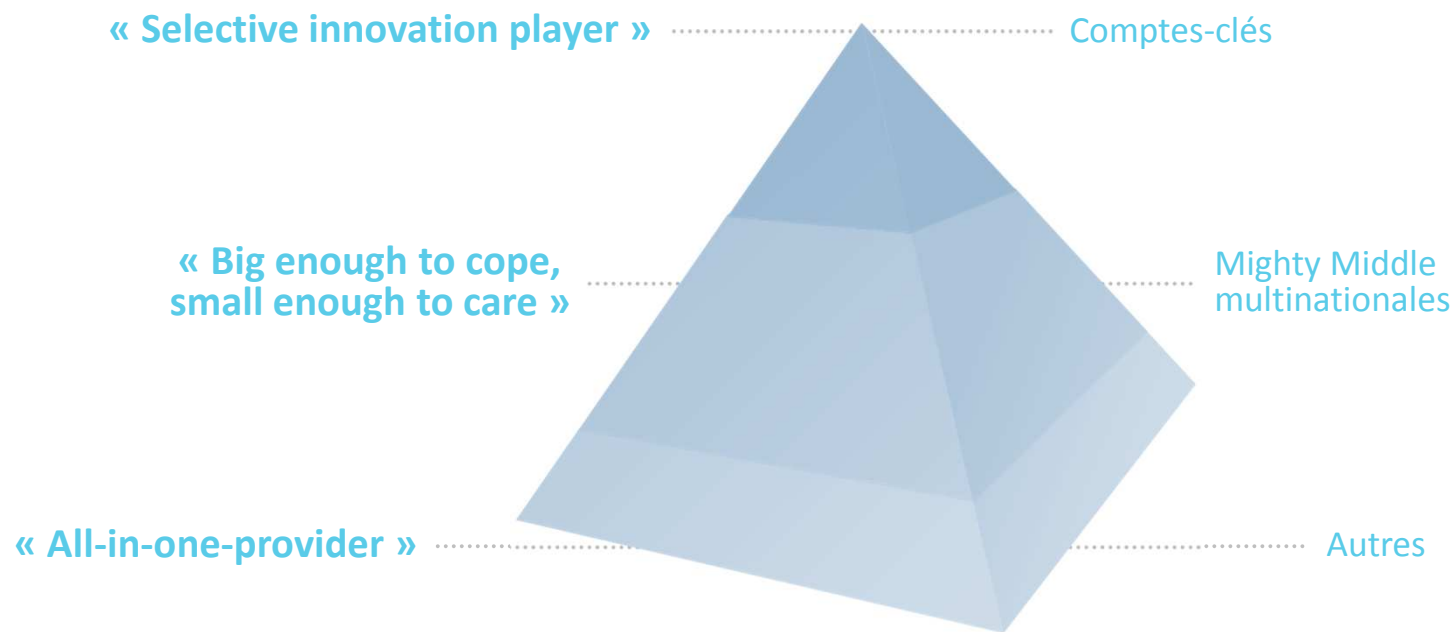 « Selective innovation player »
Comptes-clés
« Big enough to cope,
small enough to care »
Mighty Middle
multinationales
« All-in-one-provider »
Autres